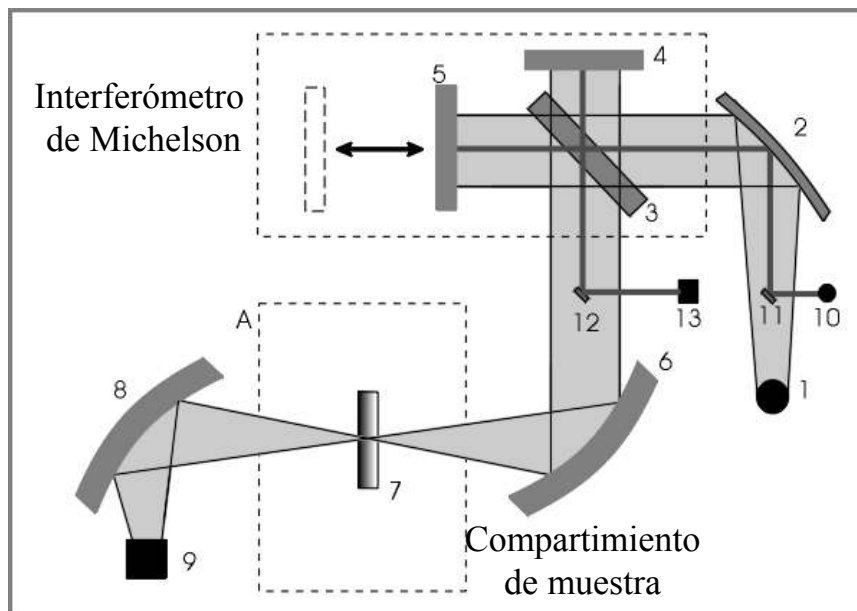 Interferómetro
de Michelson
5
4
2
3
12
13
11
10
1
A
8
6
7
9
Compartimiento
de muestra